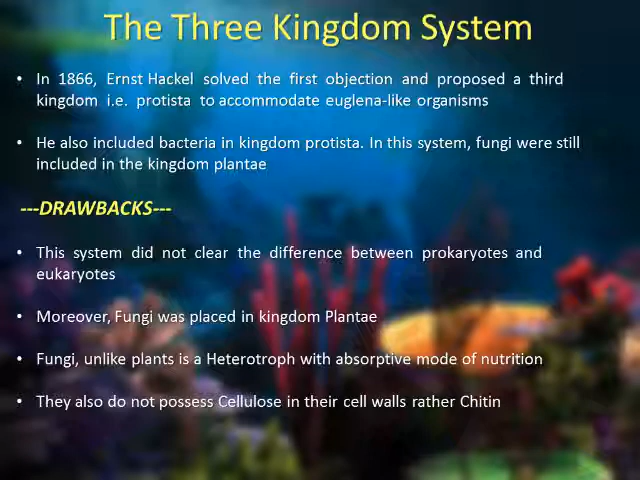 The Three Kingdom System
• In 1866, Ernst Hackel solved the first objection and proposed a third
kingdom i.e. protista to accommodate euglena-like organisms
• He also included bacteria in kingdom protista. In this system, fungi were still
included in the kingdom plantae
---DRAWBACKS---
• This system did not clear the difference between prokaryotes and
eukaryotes
• Moreover, Fungi was placed in kingdom Plantae
• Fungi, unlike plants is a Heterotroph with absorptive mode of nutrition
• They also do not possess Cellulose in their cell walls rather Chitin